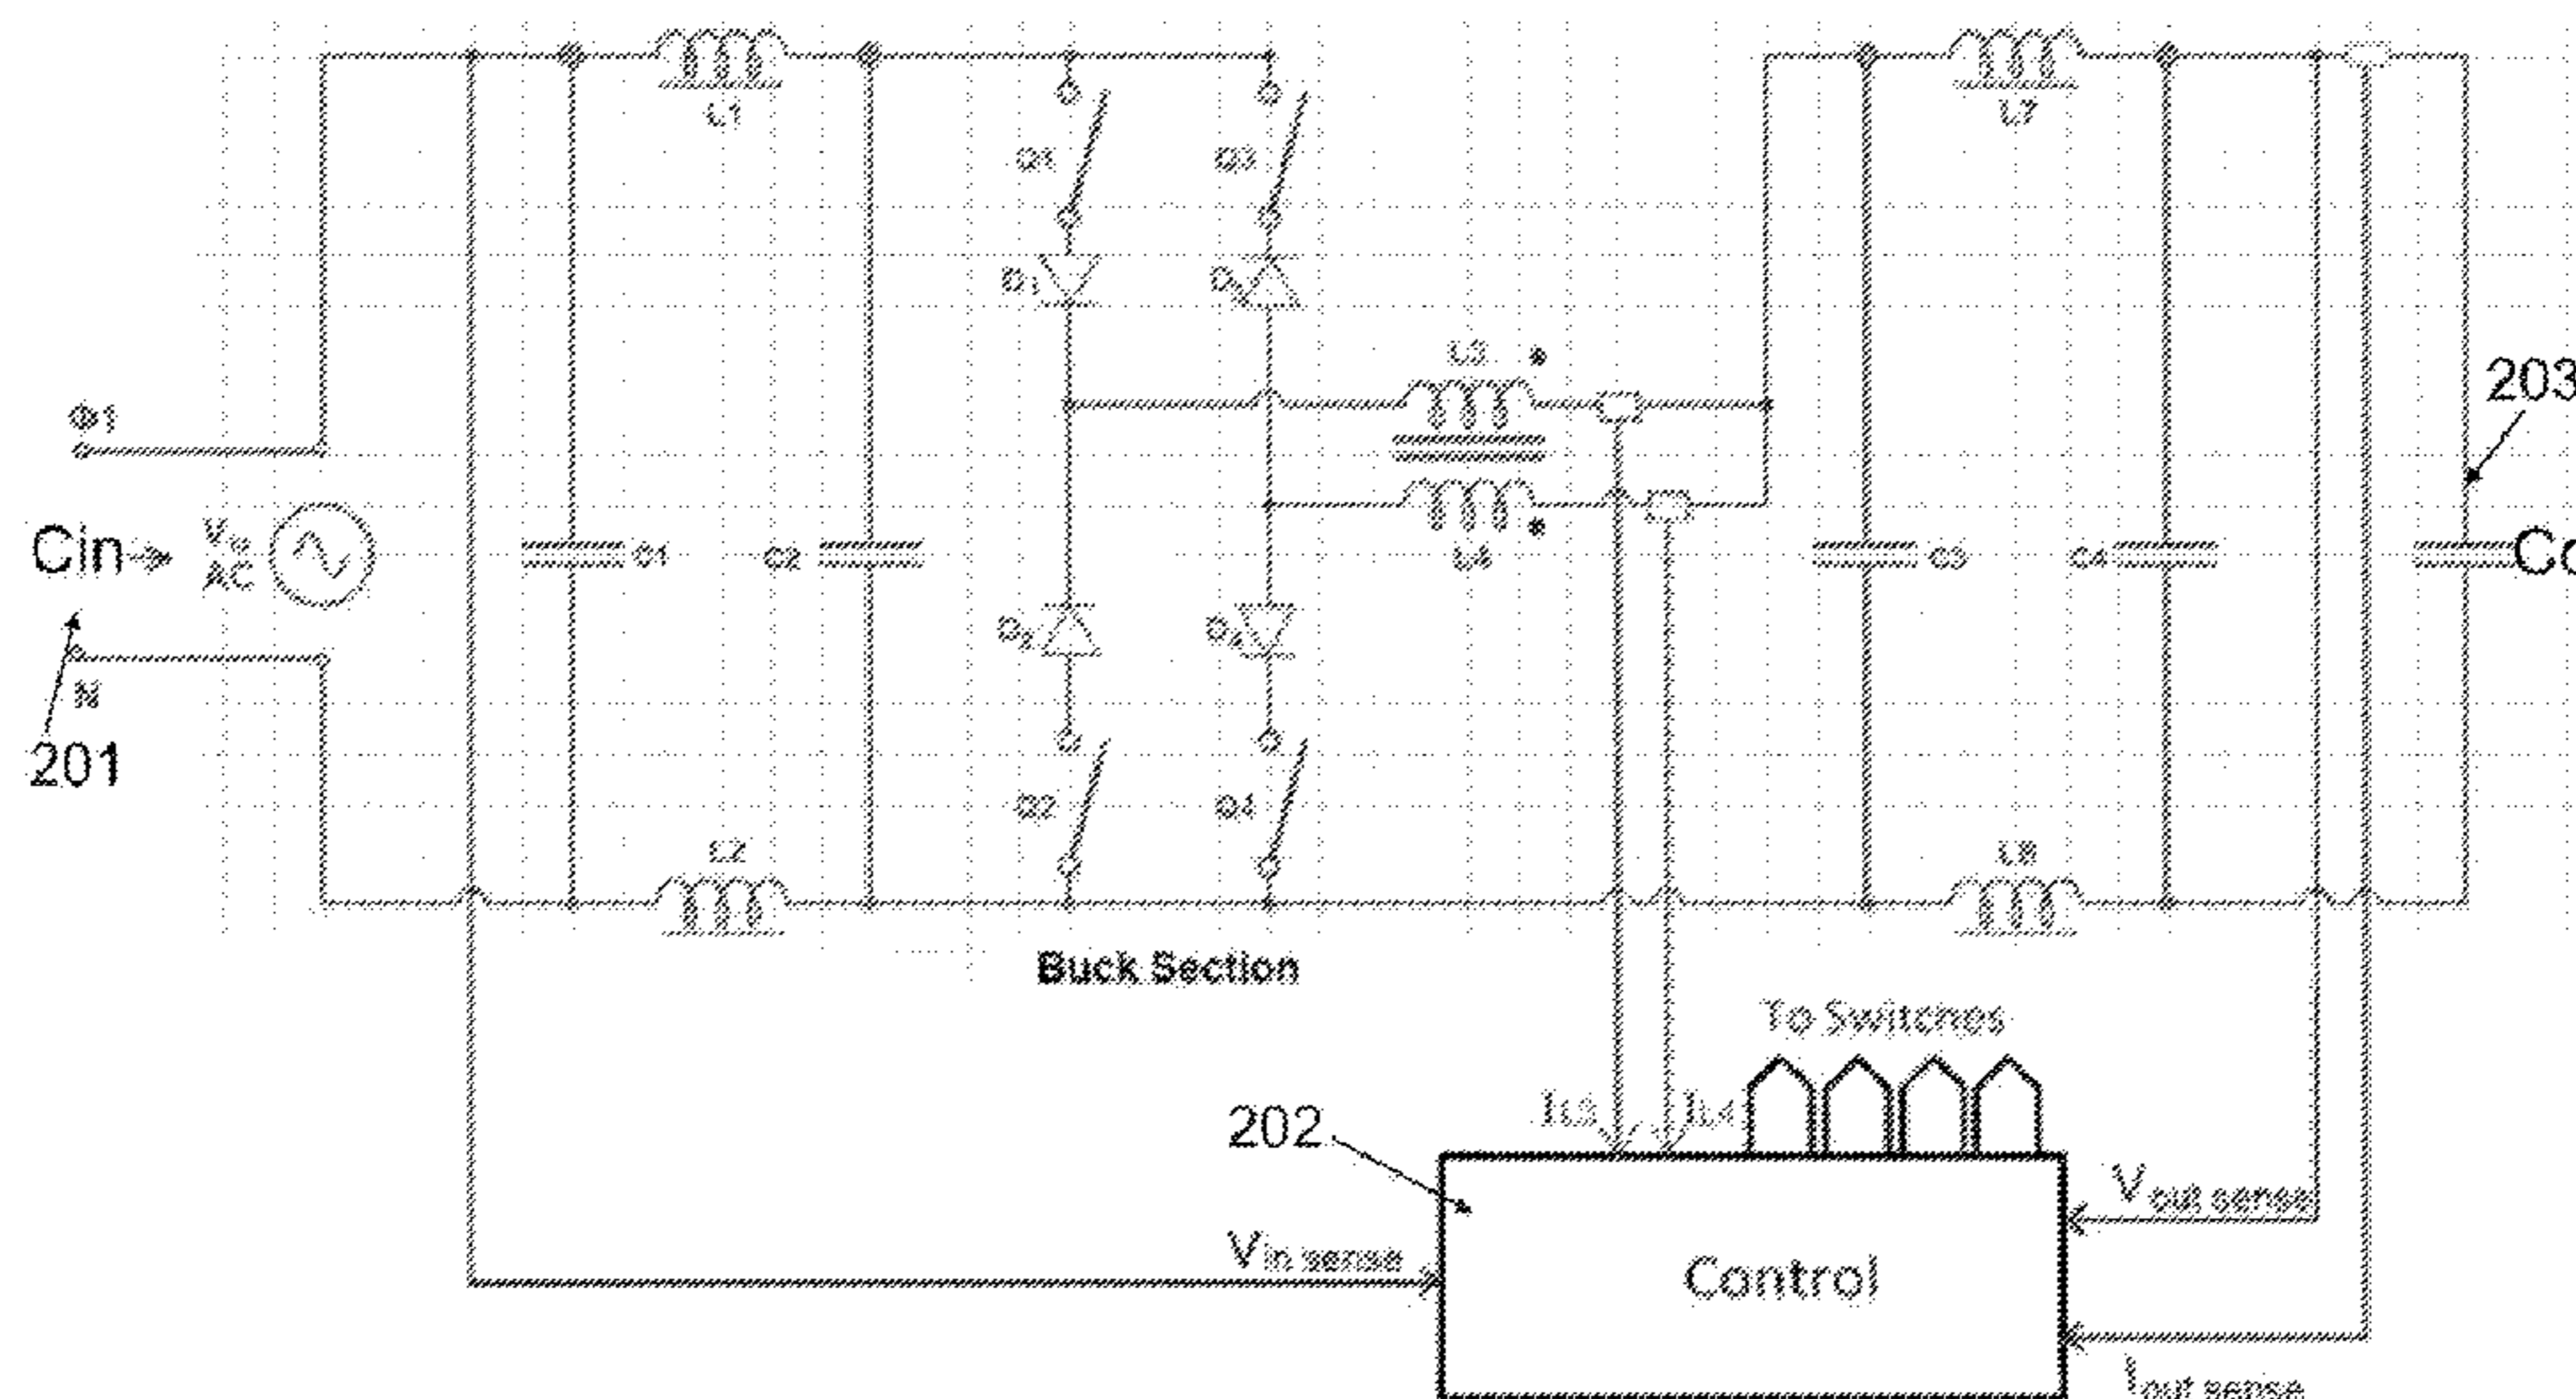 L1
L7
Q1
Q3
D1
L3
203
Φ1
Cin
AC
C1
C2
L4
C3
C4
D2
D4
N
201
Q2
Q4
L2
L8
Buck Section
To Switches
202
IL3
IL4
Vout sense
Vin sense
Control
Iout sense